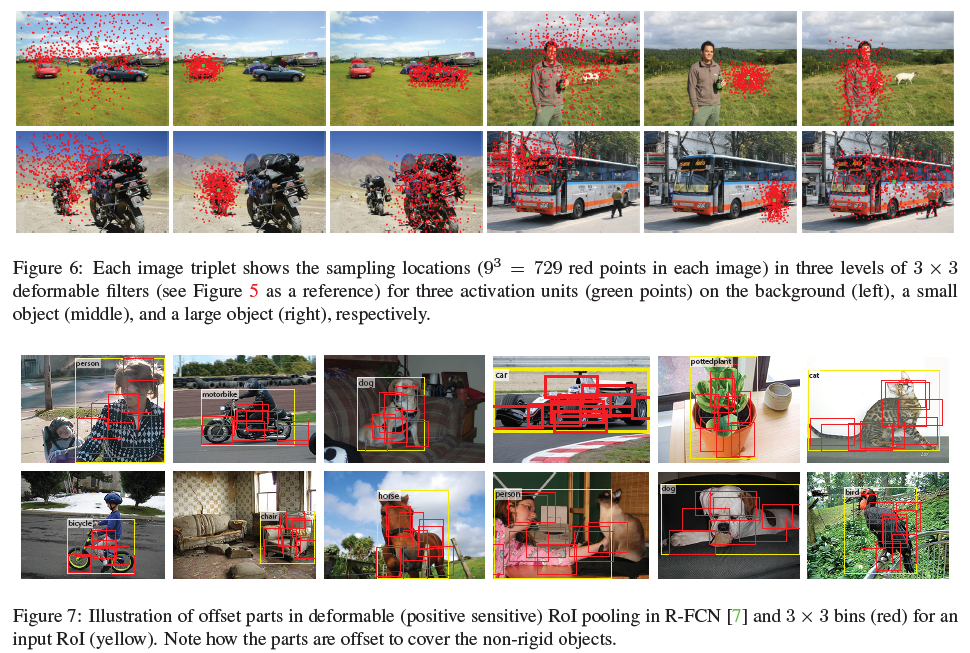 Figure 6: Each image triplet shows the sampling locations (9³ = 729 red points in each image) in three levels of 3 × 3
deformable filters (see Figure 5 as a reference) for three activation units (green points) on the background (left), a small
object (middle), and a large object (right), respectively.
person
motorbike
dog
car
pottedplant
cat
bicycle
chair
horse
person
dog
bird
Figure 7: Illustration of offset parts in deformable (positive sensitive) RoI pooling in R-FCN [7] and 3 × 3 bins (red) for an
input RoI (yellow). Note how the parts are offset to cover the non-rigid objects.